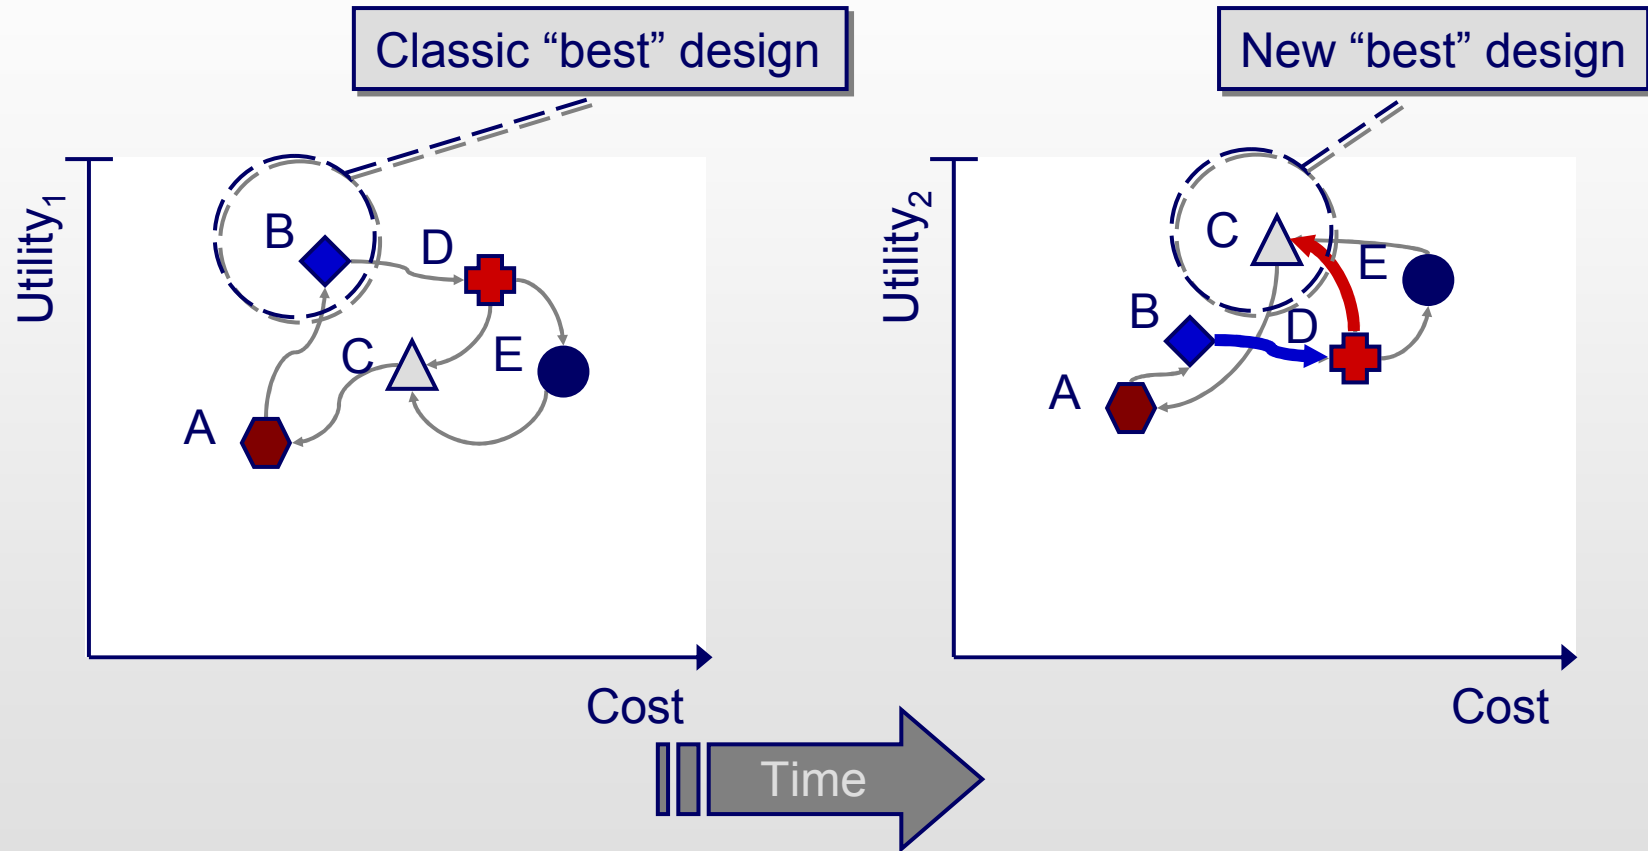 Classic “best” design
New “best” design
Utility₁
B
D
C
E
A
Cost
Utility₂
C
E
B
D
A
Cost
Time